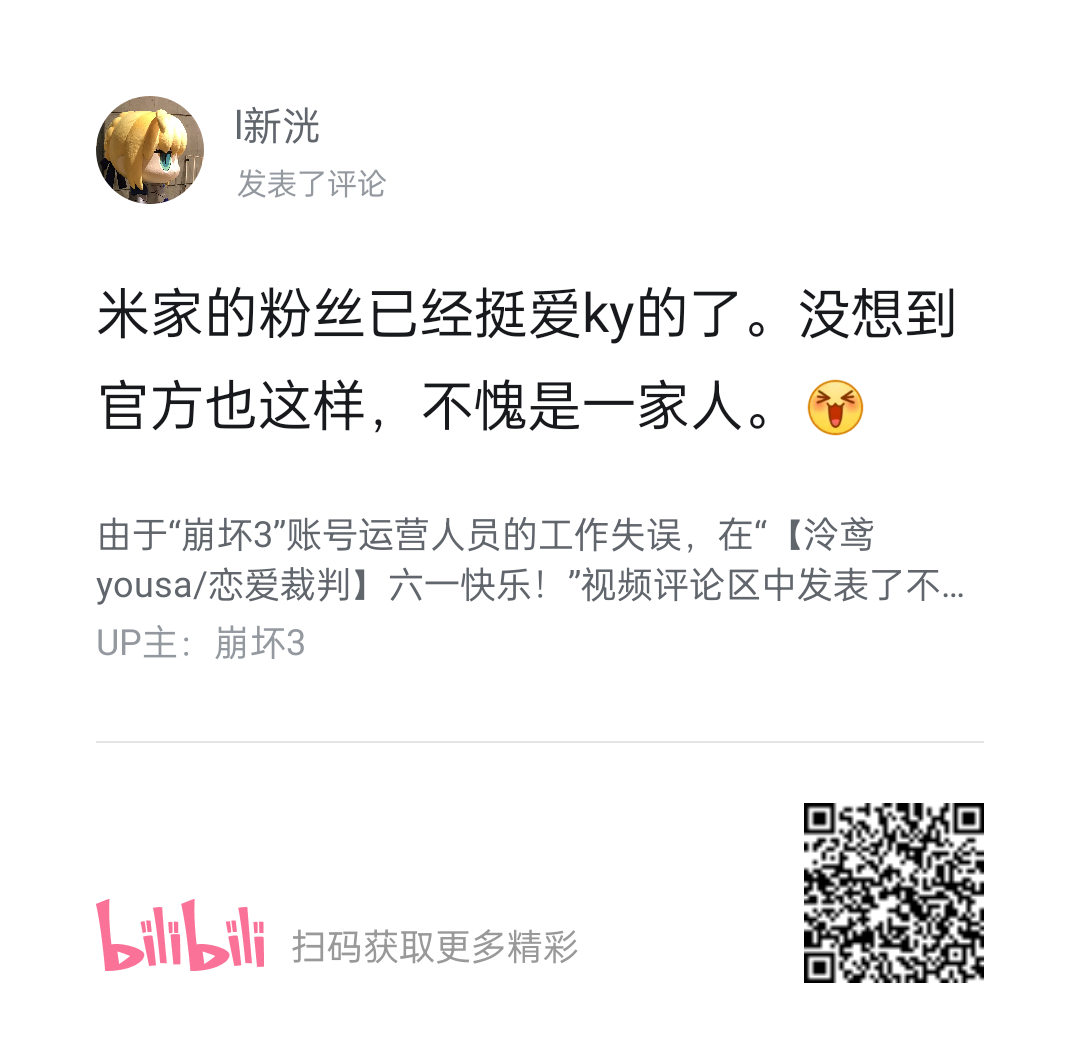 l新洸
发表了评论
米家的粉丝已经挺爱ky的了。没想到
官方也这样，不愧是一家人。
由于“崩坏3”账号运营人员的工作失误，在“【泠鸢
yousa/恋爱裁判】六一快乐！”视频评论区中发表了不…
UP主：崩坏3
bilibili 扫码获取更多精彩